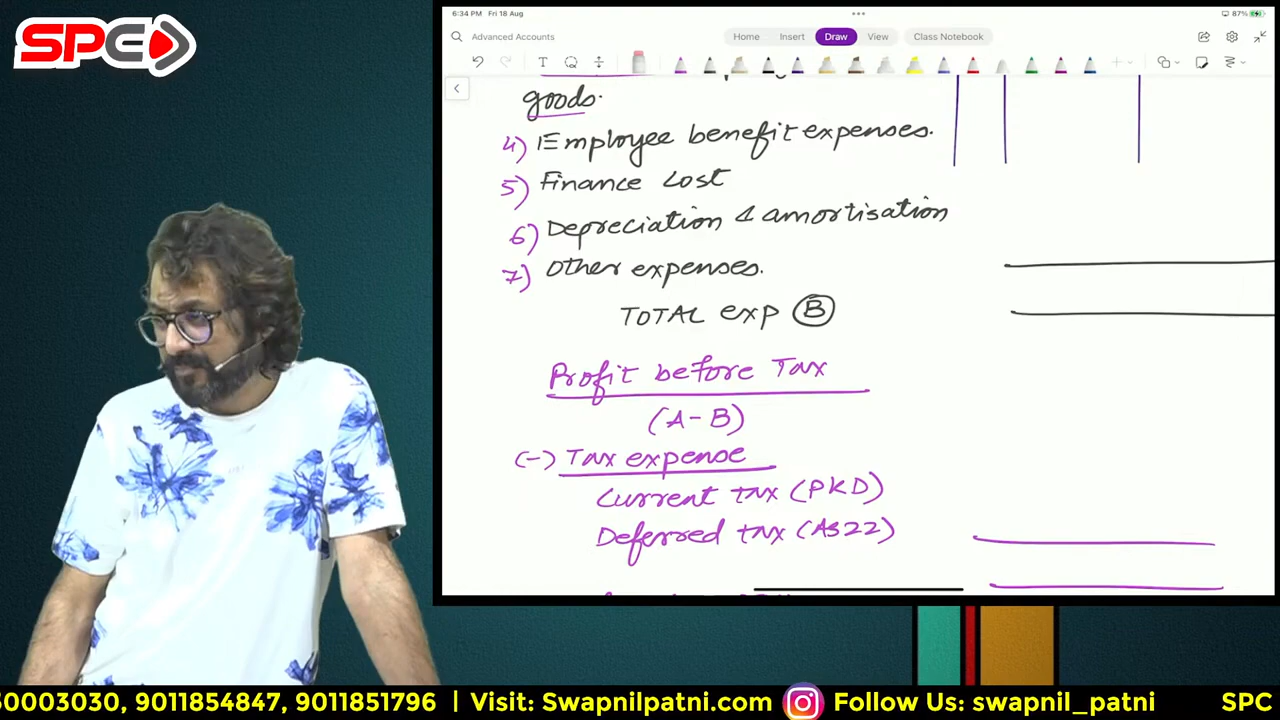 SPC
6:34 PM Fri 18 Aug
87%
Advanced Accounts
Home Insert Draw View Class Notebook
goods.
4) Employee benefit expenses.
5) Finance Cost
6) Depreciation & amortisation
7) Other expenses.
TOTAL exp (B)
Profit before Tax
(A-B)
(-) Tax expense
Current tax (PKD)
Deferred tax (AS22)
50003030, 9011854847, 9011851796 | Visit: Swapnilpatni.com Follow Us: swapnil_patni SPC